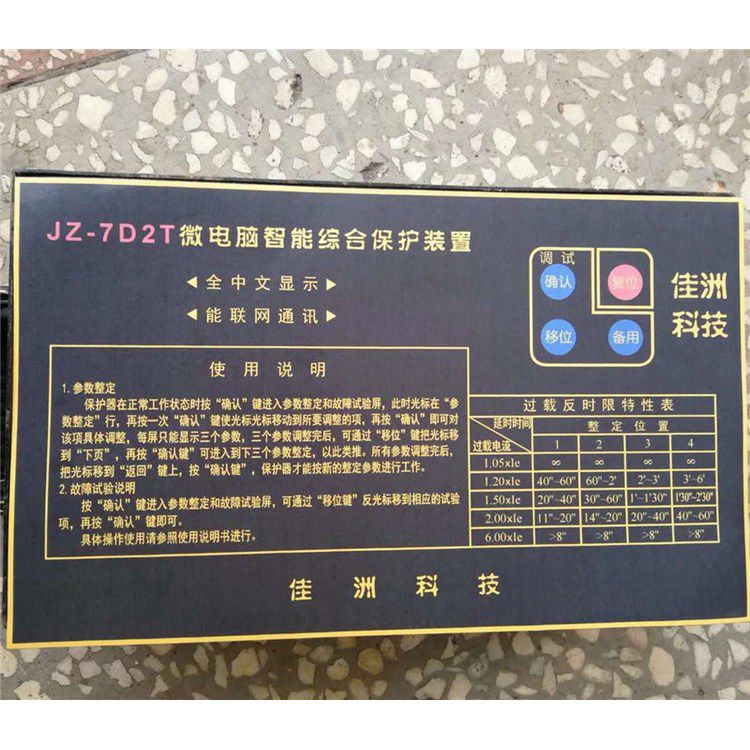 JZ-7D2T微电脑智能综合保护装置
◀全中文显示▶
◀能联网通讯▶
调试
确认
复位
移位
备用
佳洲
科技
使用说明
1.参数整定
保护器在正常工作状态时按“确认”键进入参数整定和故障试验屏，此时光标在“参
数整定”行，再按一次“确认”键使光标光标移动到所要调整的项，再按“确认”即可对
该项具体调整，每屏只能显示三个参数，三个参数调整完后，可通过“移位”键把光标移
到“下页”，再按“确认键”可进入到下三个参数整定，以此类推。所有参数调整完后，
把光标移到“返回”键上，按“确认键”，保护器才能按新的整定参数进行工作。
2.故障试验说明
按“确认”键进入参数整定和故障试验屏，可通过“移位键”反光标移到相应的试验
项，再按“确认”键即可。
具体操作使用请参照使用说明书进行。
过载反时限特性表
延时时间 整定位置
过载电流 1 2 3 4
1.05xle ∞ ∞ ∞ ∞
1.20xle 40"~60" 60"~2' 2'~3' 3'~6'
1.50xle 20"~40" 30"~60" 1'~1'30" 1'30"~2'30"
2.00xle 11"~20" 14"~20" 20"~40" 40"~60"
6.00xle >8" >8" >8" >8"
佳洲科技